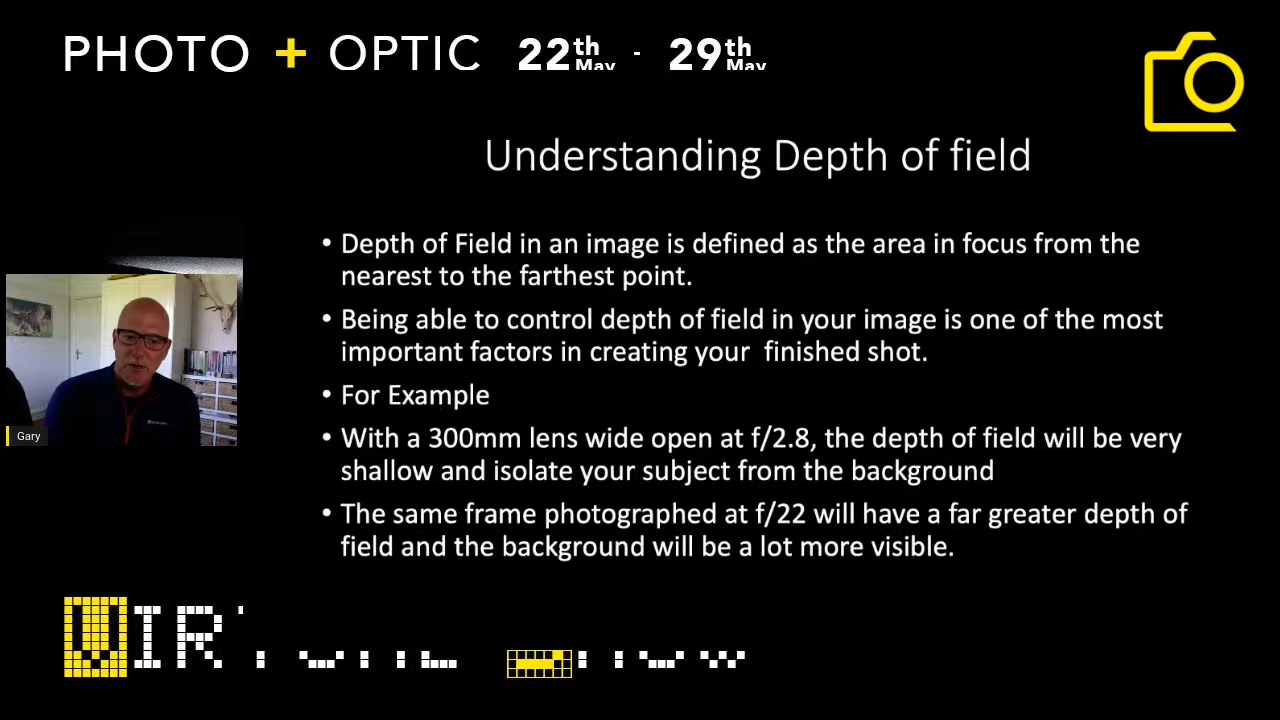 PHOTO + OPTIC 22th May - 29th May
Understanding Depth of field
• Depth of Field in an image is defined as the area in focus from the
nearest to the farthest point.
• Being able to control depth of field in your image is one of the most
important factors in creating your  finished shot.
• For Example
• With a 300mm lens wide open at f/2.8, the depth of field will be very
shallow and isolate your subject from the background
• The same frame photographed at f/22 will have a far greater depth of
field and the background will be a lot more visible.
Gary